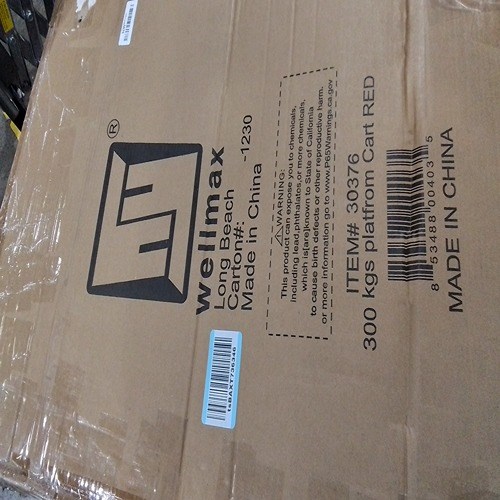 ®
wellmax
Long Beach
Carton#: -1230
Made in China
⚠WARNING:
This product can expose you to chemicals,
including lead,phthalates,or more chemicals,
which is[are]known to State of California
to cause birth defects or other reproductive harm.
or more information go to www.P65Warnings.ca.gov
ITEM# 30376
300 kgs platfrom Cart RED
8 53488 00403 5
MADE IN CHINA